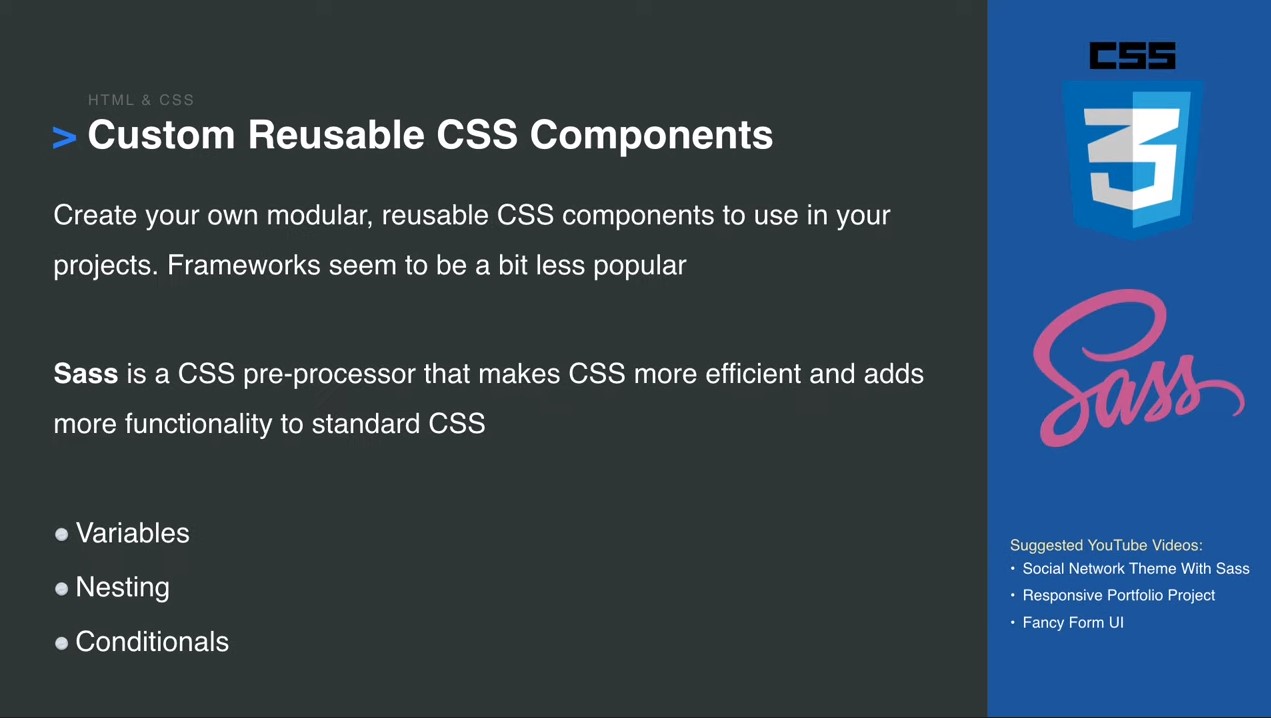 HTML & CSS
> Custom Reusable CSS Components
Create your own modular, reusable CSS components to use in your
projects. Frameworks seem to be a bit less popular
Sass is a CSS pre-processor that makes CSS more efficient and adds
more functionality to standard CSS
Variables
Nesting
Conditionals
CSS
3
Sass
Suggested YouTube Videos:
• Social Network Theme With Sass
• Responsive Portfolio Project
• Fancy Form UI